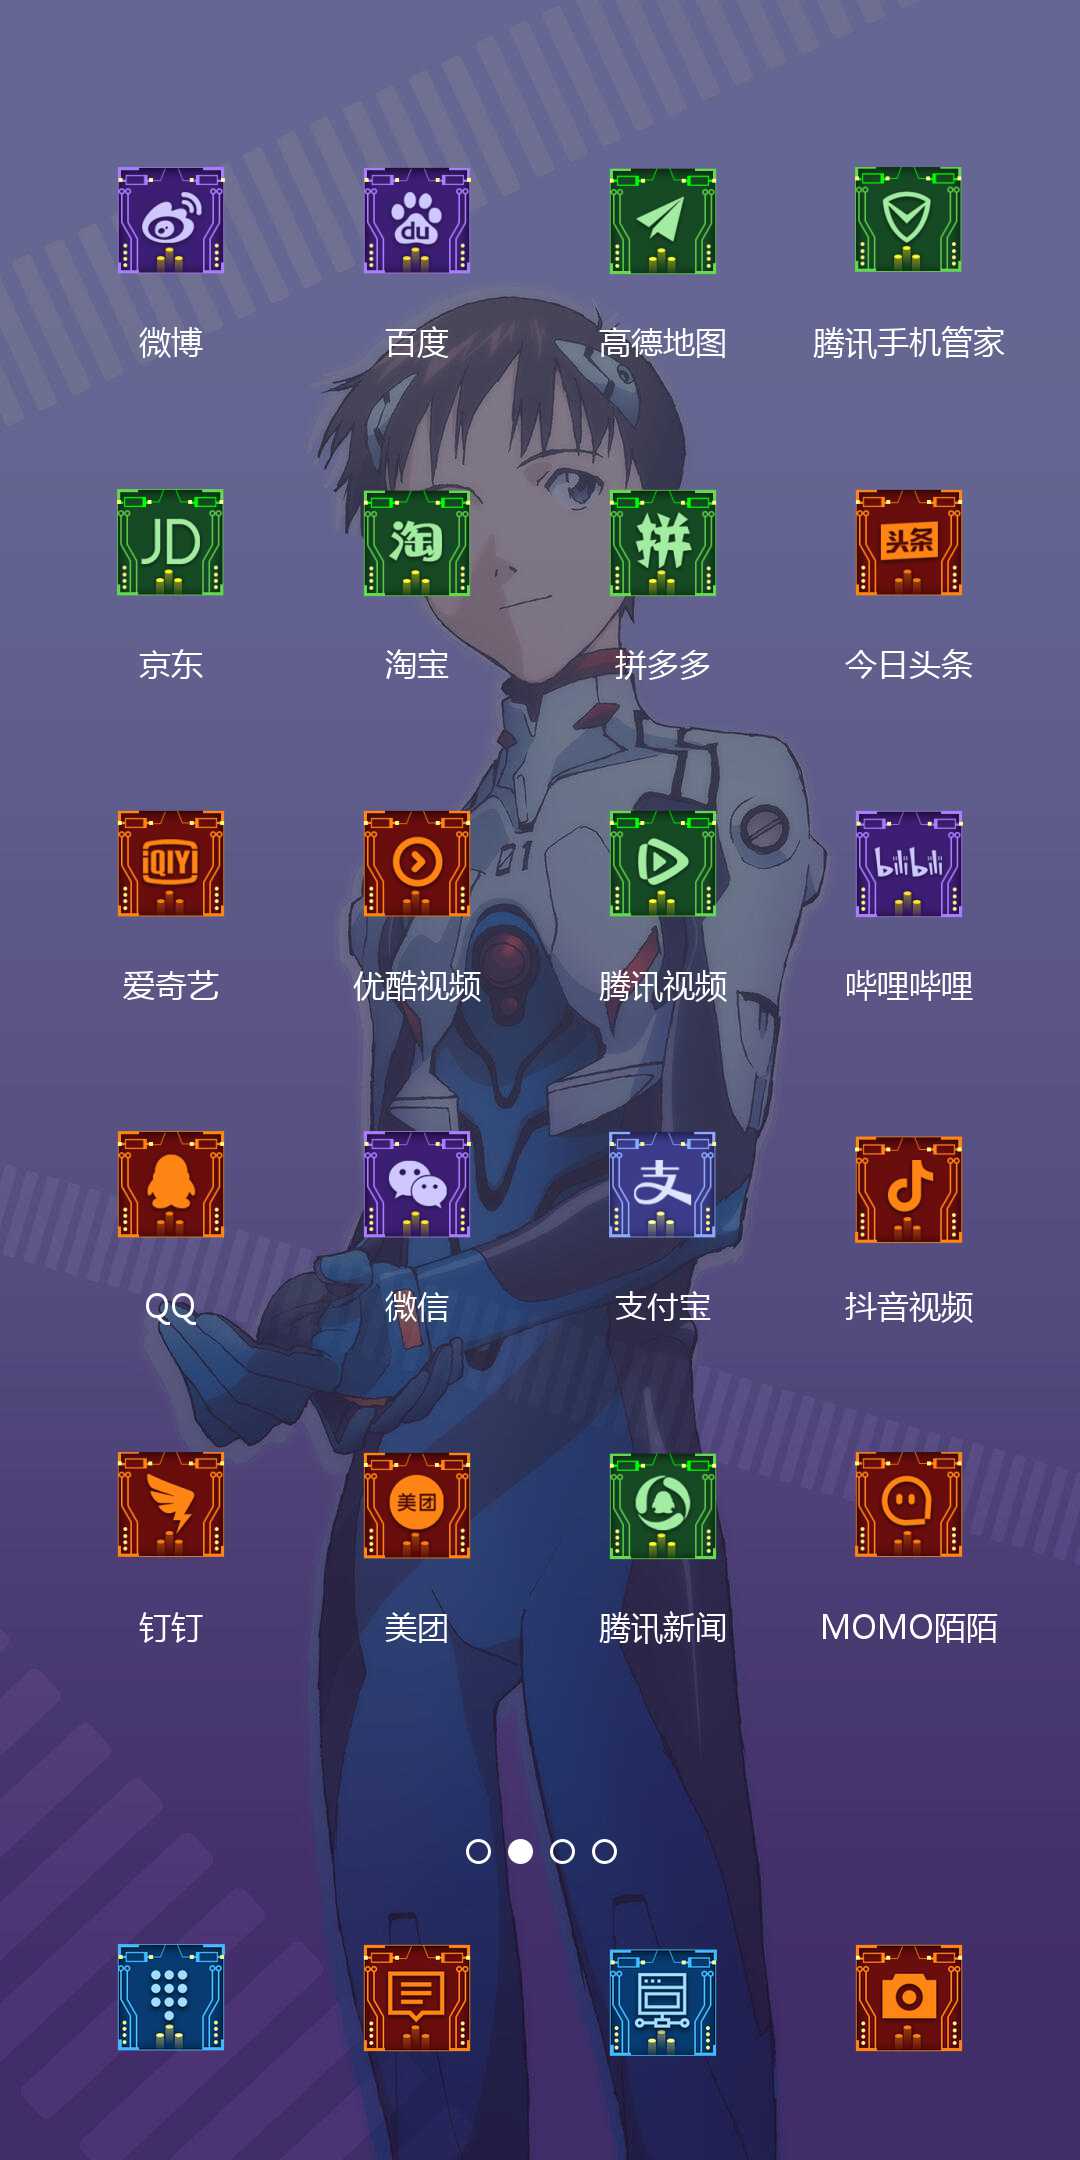 du
微博
百度
高德地图
腾讯手机管家
JD
淘
拼
头条
京东
淘宝
拼多多
今日头条
iQIYI
bilibili
01
爱奇艺
优酷视频
腾讯视频
哔哩哔哩
支
QQ
微信
支付宝
抖音视频
美团
钉钉
美团
腾讯新闻
MOMO陌陌